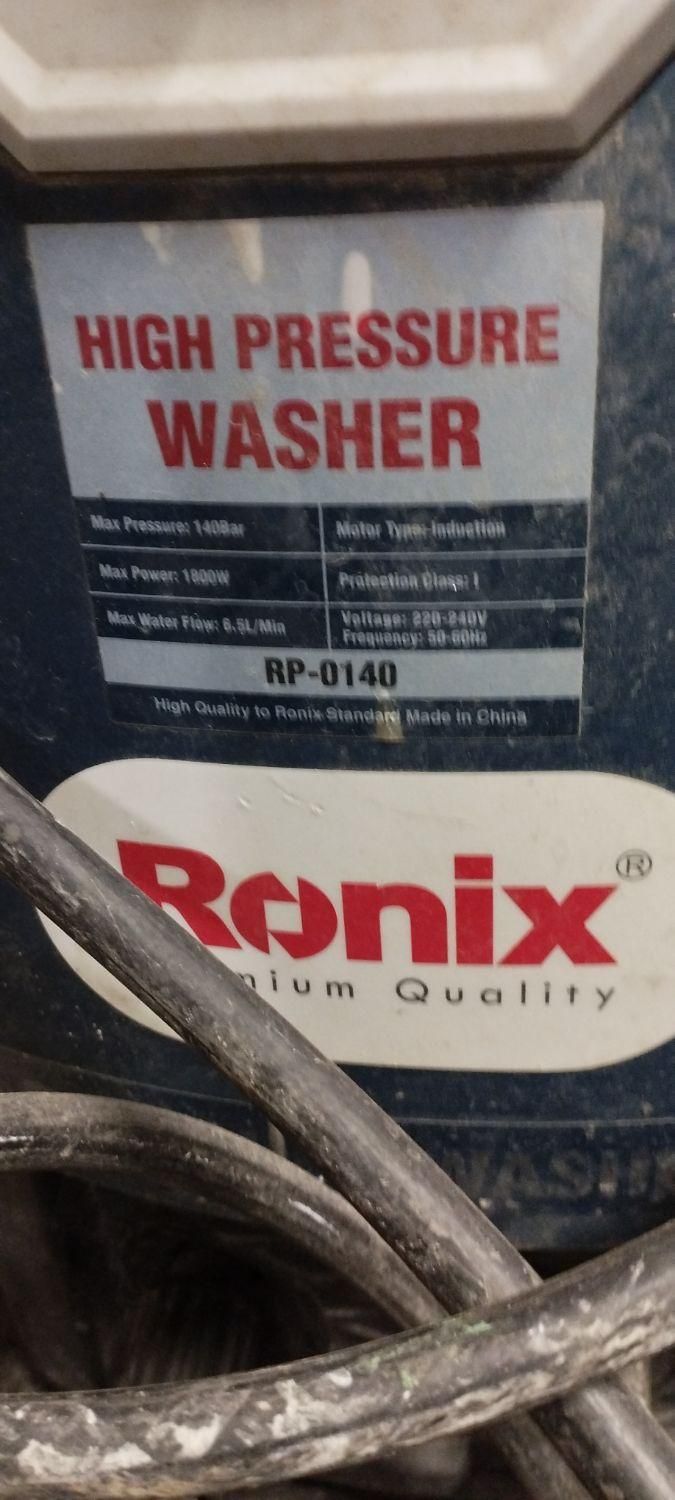 HIGH PRESSURE
WASHER
Max Pressure: 140Bar
Motor Type: Induction
Max Power: 1800W
Protection Class: I
Max Water Flow: 6.5L/Min
Voltage: 220-240V
Frequency: 50-60Hz
RP-0140
High Quality to Ronix Standard Made in China
Ronix®
Quality